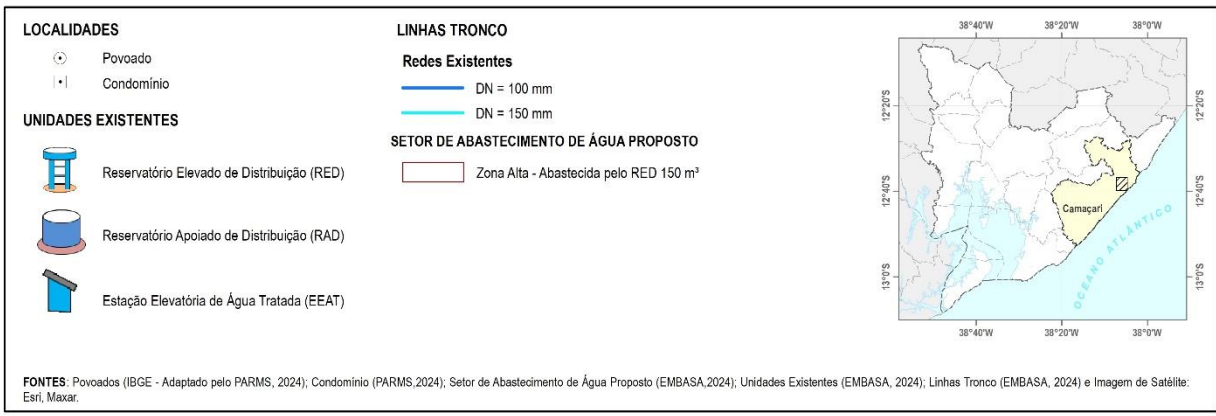 LOCALIDADES
Povoado
Condomínio
UNIDADES EXISTENTES
Reservatório Elevado de Distribuição (RED)
Reservatório Apoiado de Distribuição (RAD)
Estação Elevatória de Água Tratada (EEAT)
LINHAS TRONCO
Redes Existentes
DN = 100 mm
DN = 150 mm
SETOR DE ABASTECIMENTO DE ÁGUA PROPOSTO
Zona Alta - Abastecida pelo RED 150 m³
38°40'W 38°20'W 38°0'W
12°20'S 12°20'S
12°40'S 12°40'S
Camaçari
OCEANO ATLÂNTICO
13°0'S 13°0'S
38°40'W 38°20'W 38°0'W
FONTES: Povoados (IBGE - Adaptado pelo PARMS, 2024); Condomínio (PARMS,2024); Setor de Abastecimento de Água Proposto (EMBASA,2024); Unidades Existentes (EMBASA, 2024); Linhas Tronco (EMBASA, 2024) e Imagem de Satélite:
Esri, Maxar.